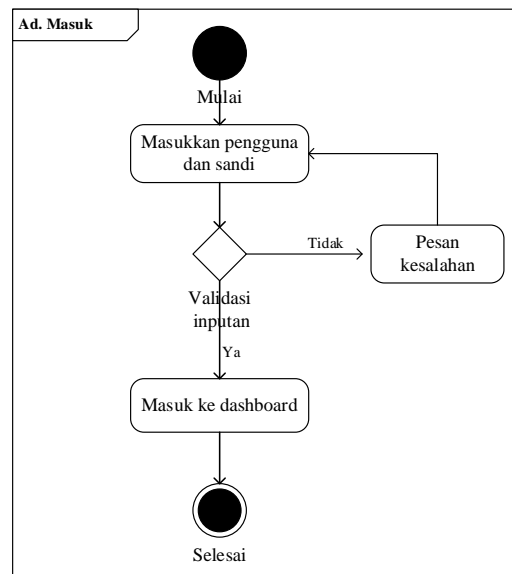 Ad. Masuk
Mulai
Masukkan pengguna
dan sandi
Tidak
Pesan
kesalahan
Validasi
inputan
Ya
Masuk ke dashboard
Selesai